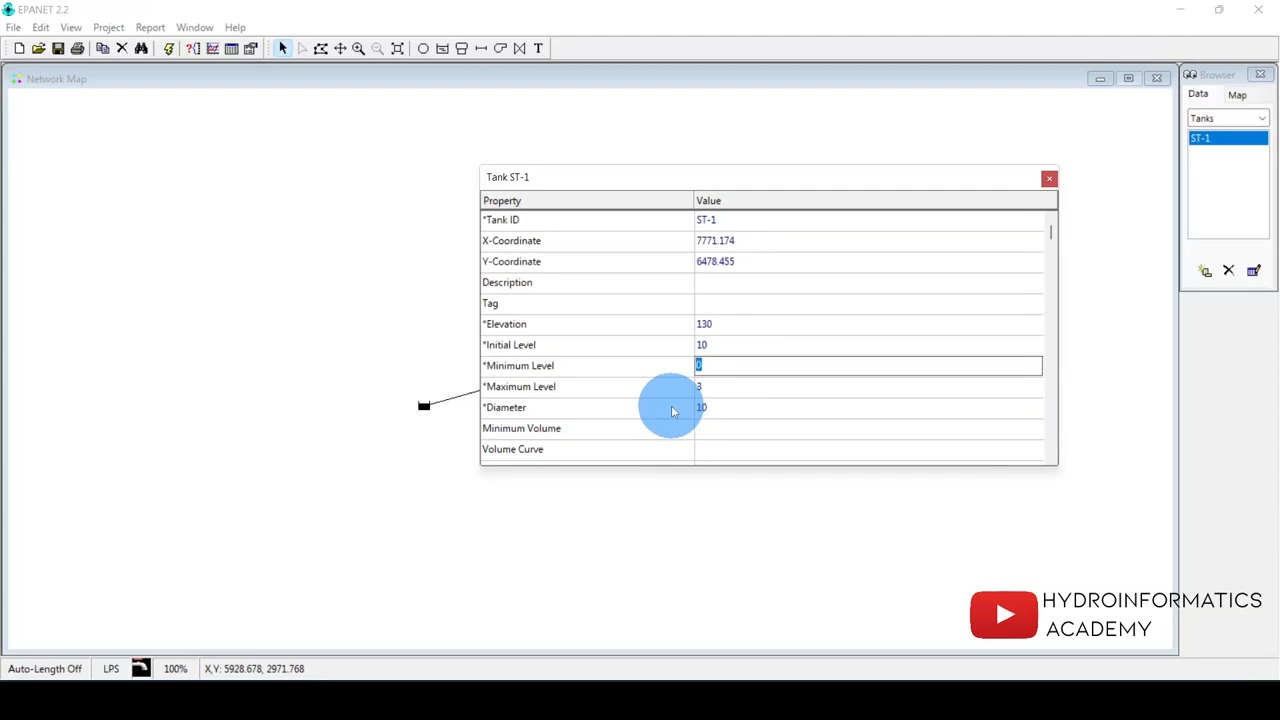 EPANET 2.2
File Edit View Project Report Window Help
T
Network Map
Browser
Data Map
Tanks
ST-1
Tank ST-1
Property Value
*Tank ID ST-1
X-Coordinate 7771.174
Y-Coordinate 6478.455
Description
Tag
*Elevation 130
*Initial Level 10
*Minimum Level 0
*Maximum Level 3
*Diameter 10
Minimum Volume
Volume Curve
HYDROINFORMATICS
ACADEMY
Auto-Length Off LPS 100% X,Y: 5928.678, 2971.768